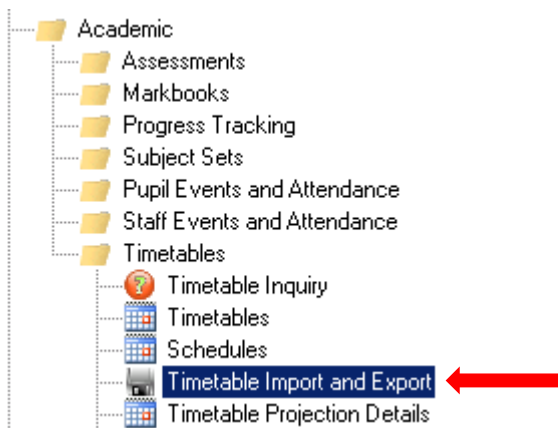 Academic
Assessments
Markbooks
Progress Tracking
Subject Sets
Pupil Events and Attendance
Staff Events and Attendance
Timetables
Timetable Inquiry
Timetables
Schedules
Timetable Import and Export
Timetable Projection Details